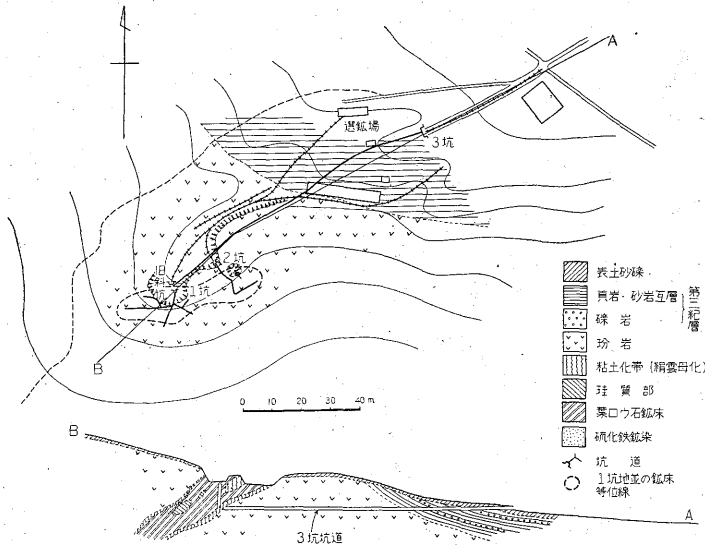 A
選鉱場
3坑
2坑
旧斜坑
1坑
B
0 10 20 30 40 m
表土砂礫
頁岩・砂岩互層
礫岩
第三紀層
玢岩
粘土化帯(絹雲母化)
珪質部
葉ロウ石鉱床
硫化鉄鉱染
坑道
1坑地並の鉱床
等位線
B
3坑坑道
A